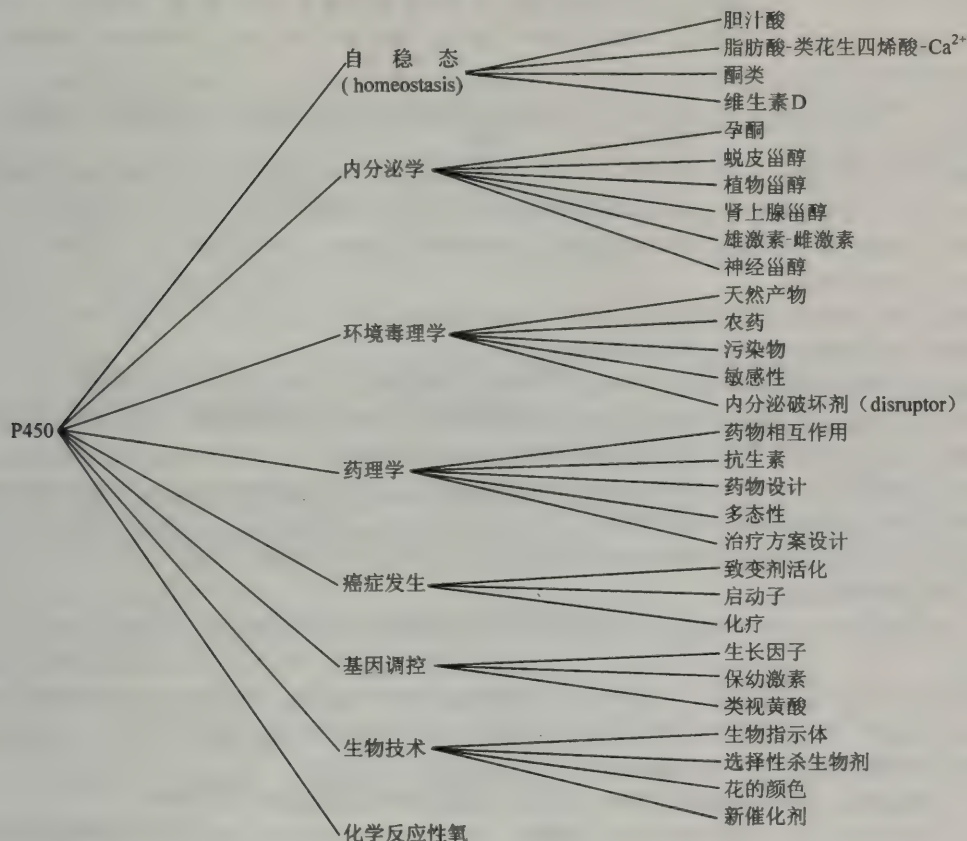 胆汁酸
自 稳 态
(homeostasis)
脂肪酸-类花生四烯酸-Ca²⁺
酮类
维生素D
孕酮
内分泌学
蜕皮甾醇
植物甾醇
肾上腺甾醇
雄激素-雌激素
神经甾醇
天然产物
环境毒理学
农药
污染物
敏感性
内分泌破坏剂（disruptor）
P450
药物相互作用
药理学
抗生素
药物设计
多态性
治疗方案设计
癌症发生
致变剂活化
启动子
化疗
基因调控
生长因子
保幼激素
类视黄酸
生物技术
生物指示体
选择性杀生物剂
花的颜色
新催化剂
化学反应性氧